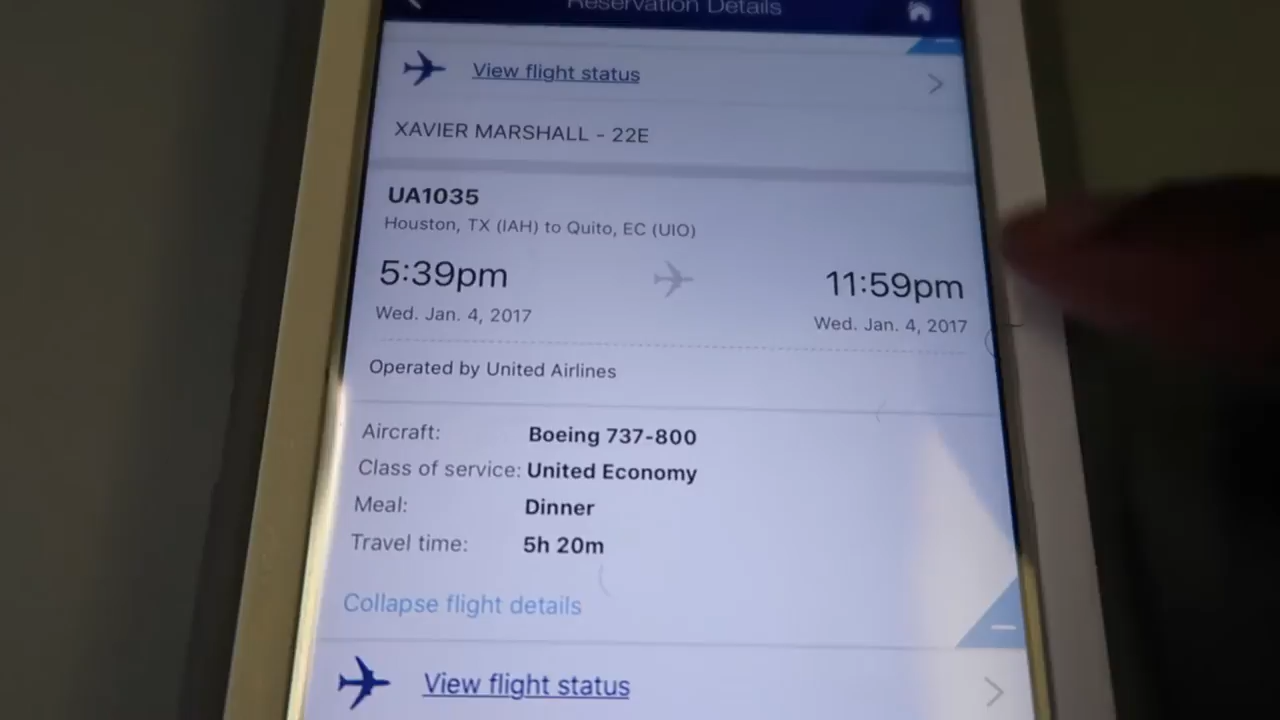 Reservation Details
View flight status
XAVIER MARSHALL - 22E
UA1035
Houston, TX (IAH) to Quito, EC (UIO)
5:39pm 11:59pm
Wed. Jan. 4, 2017 Wed. Jan. 4, 2017
Operated by United Airlines
Aircraft: Boeing 737-800
Class of service: United Economy
Meal: Dinner
Travel time: 5h 20m
Collapse flight details
View flight status